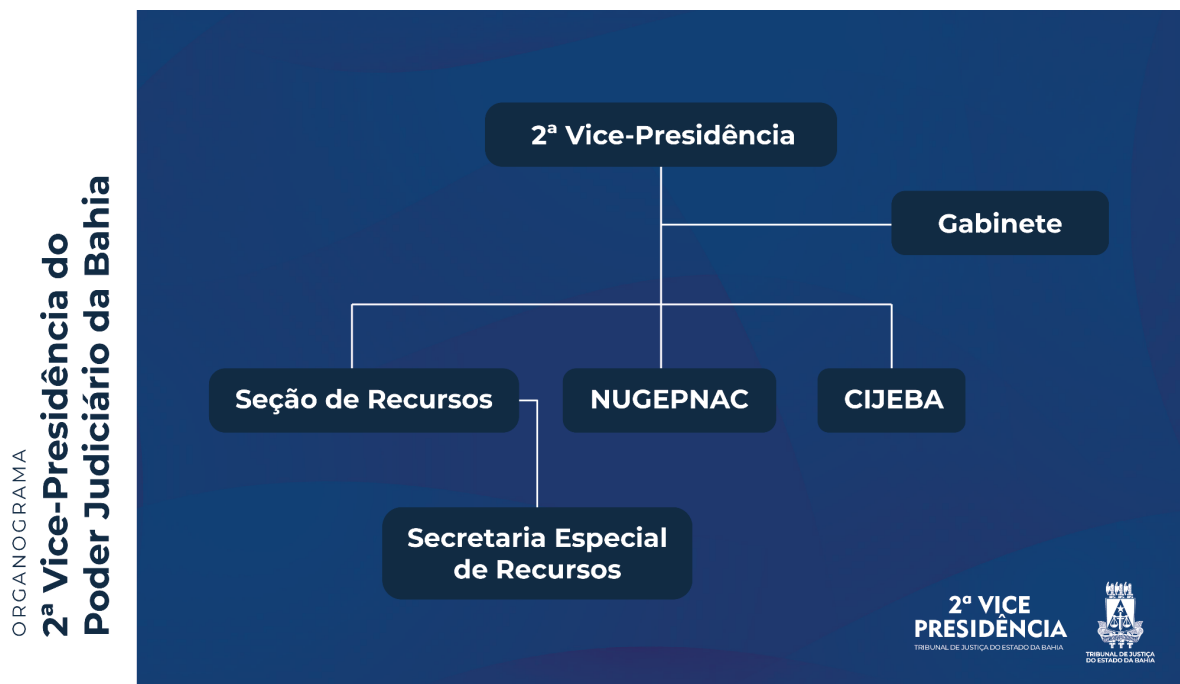 ORGANOGRAMA
2ª Vice-Presidência do
Poder Judiciário da Bahia
2ª Vice-Presidência
Gabinete
Seção de Recursos
NUGEPNAC
CIJEBA
Secretaria Especial
de Recursos
2ª VICE
PRESIDÊNCIA
TRIBUNAL DE JUSTIÇA DO ESTADO DA BAHIA
TRIBUNAL DE JUSTIÇA
DO ESTADO DA BAHIA